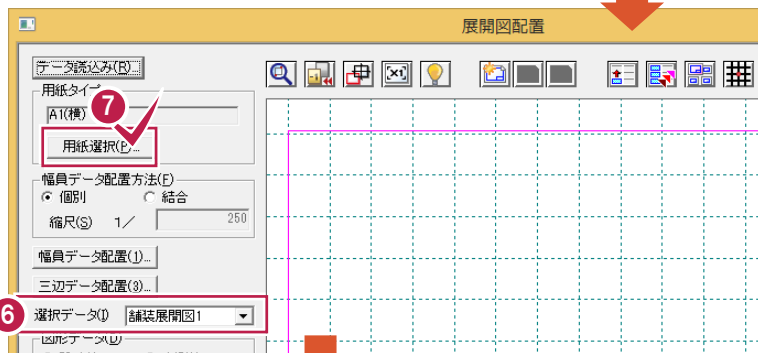 展開図配置
データ読込み(R)...
用紙タイプ
A1(横)
7
用紙選択(P)...
幅員データ配置方法(F)
個別 結合
縮尺(S) 1／ 250
幅員データ配置(1)...
三辺データ配置(3)...
6
選択データ(I) 舗装展開図1
図形データ(D)